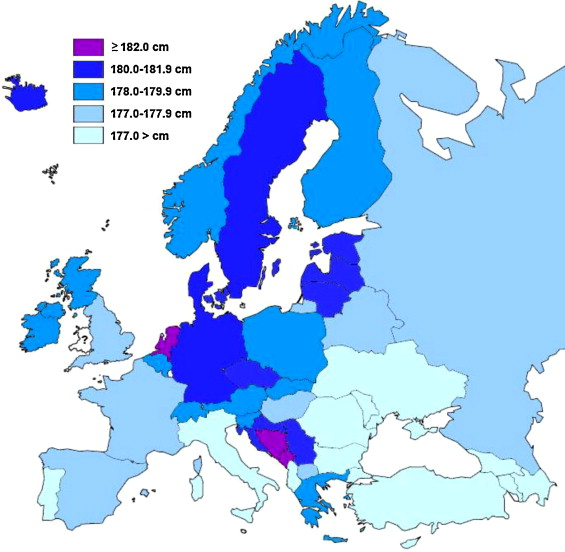 ≥ 182.0 cm
180.0-181.9 cm
178.0-179.9 cm
177.0-177.9 cm
177.0 > cm
?